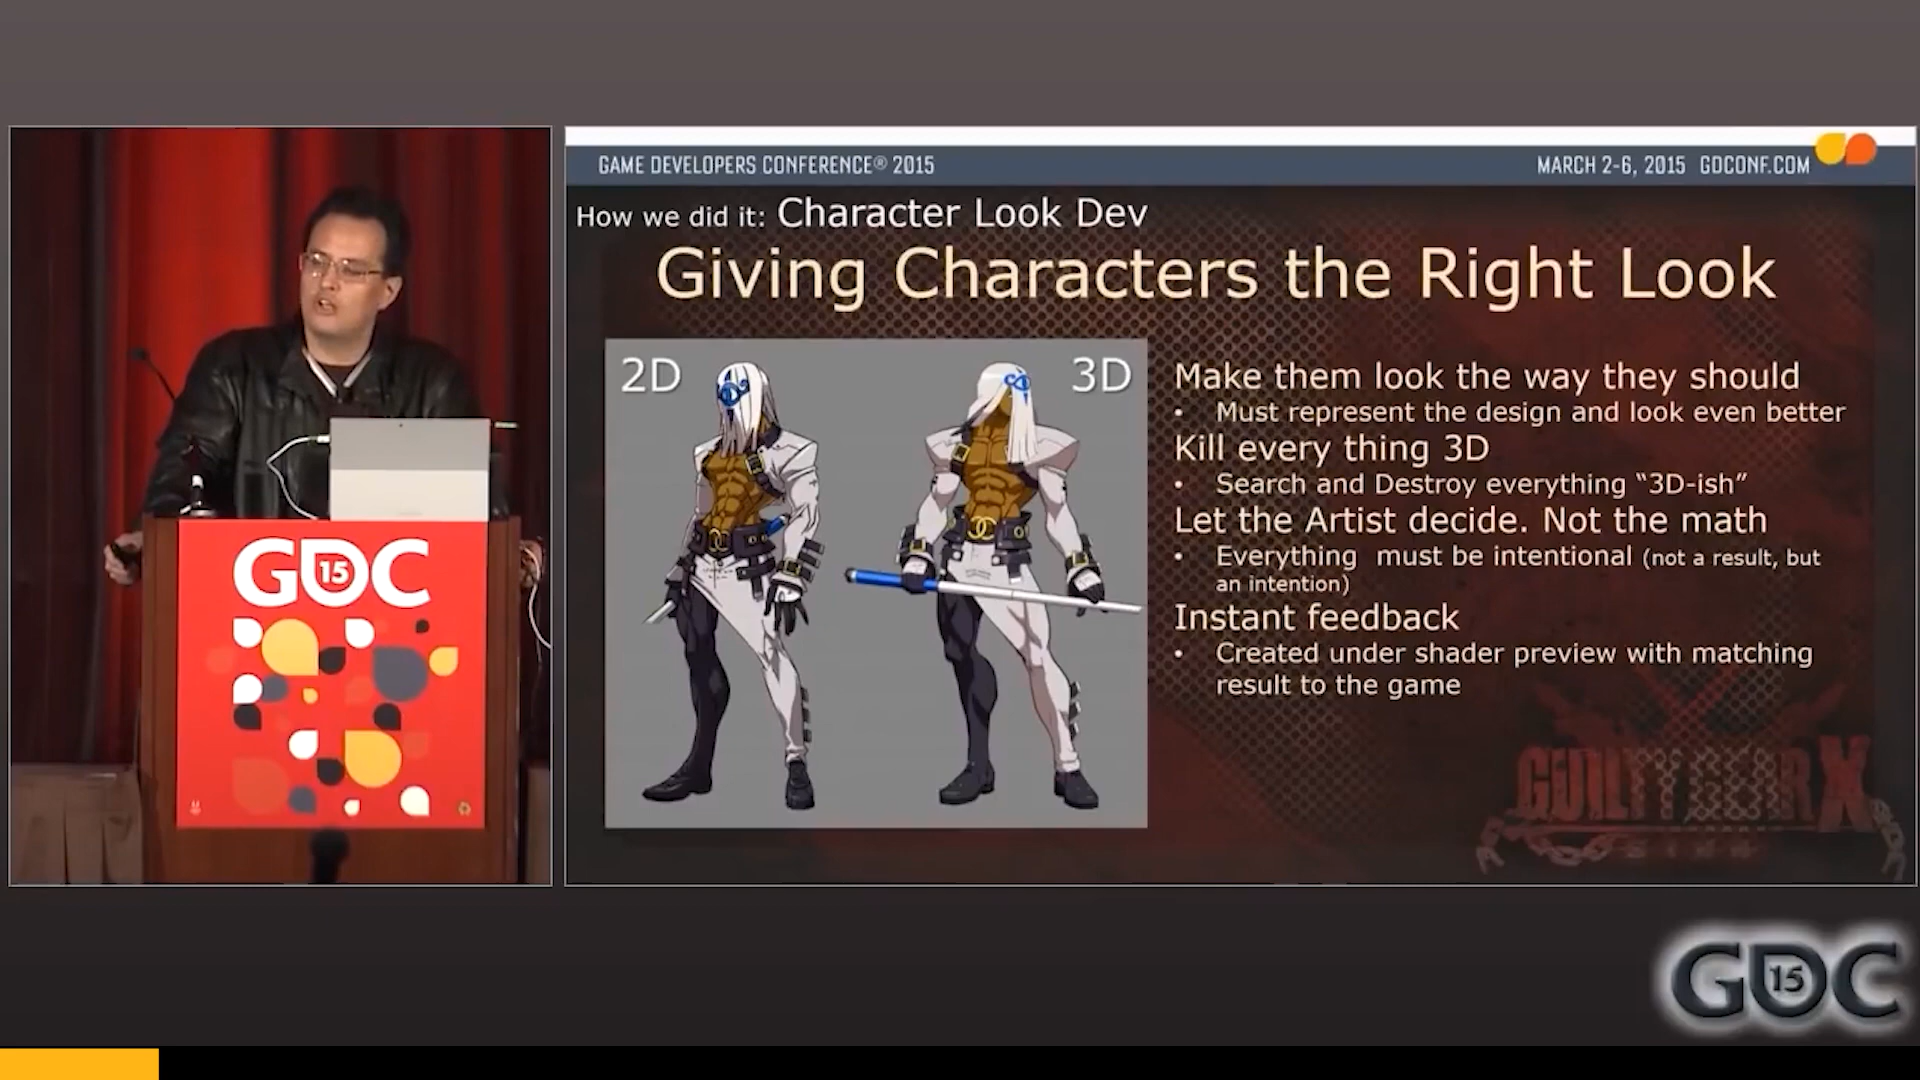 GAME DEVELOPERS CONFERENCE® 2015
MARCH 2-6, 2015 GDCONF.COM
How we did it: Character Look Dev
Giving Characters the Right Look
2D
3D
Make them look the way they should
• Must represent the design and look even better
Kill every thing 3D
• Search and Destroy everything “3D-ish”
Let the Artist decide. Not the math
• Everything must be intentional (not a result, but
an intention)
Instant feedback
• Created under shader preview with matching
result to the game
GUILTY GEAR X
GDC
15
GDC
15